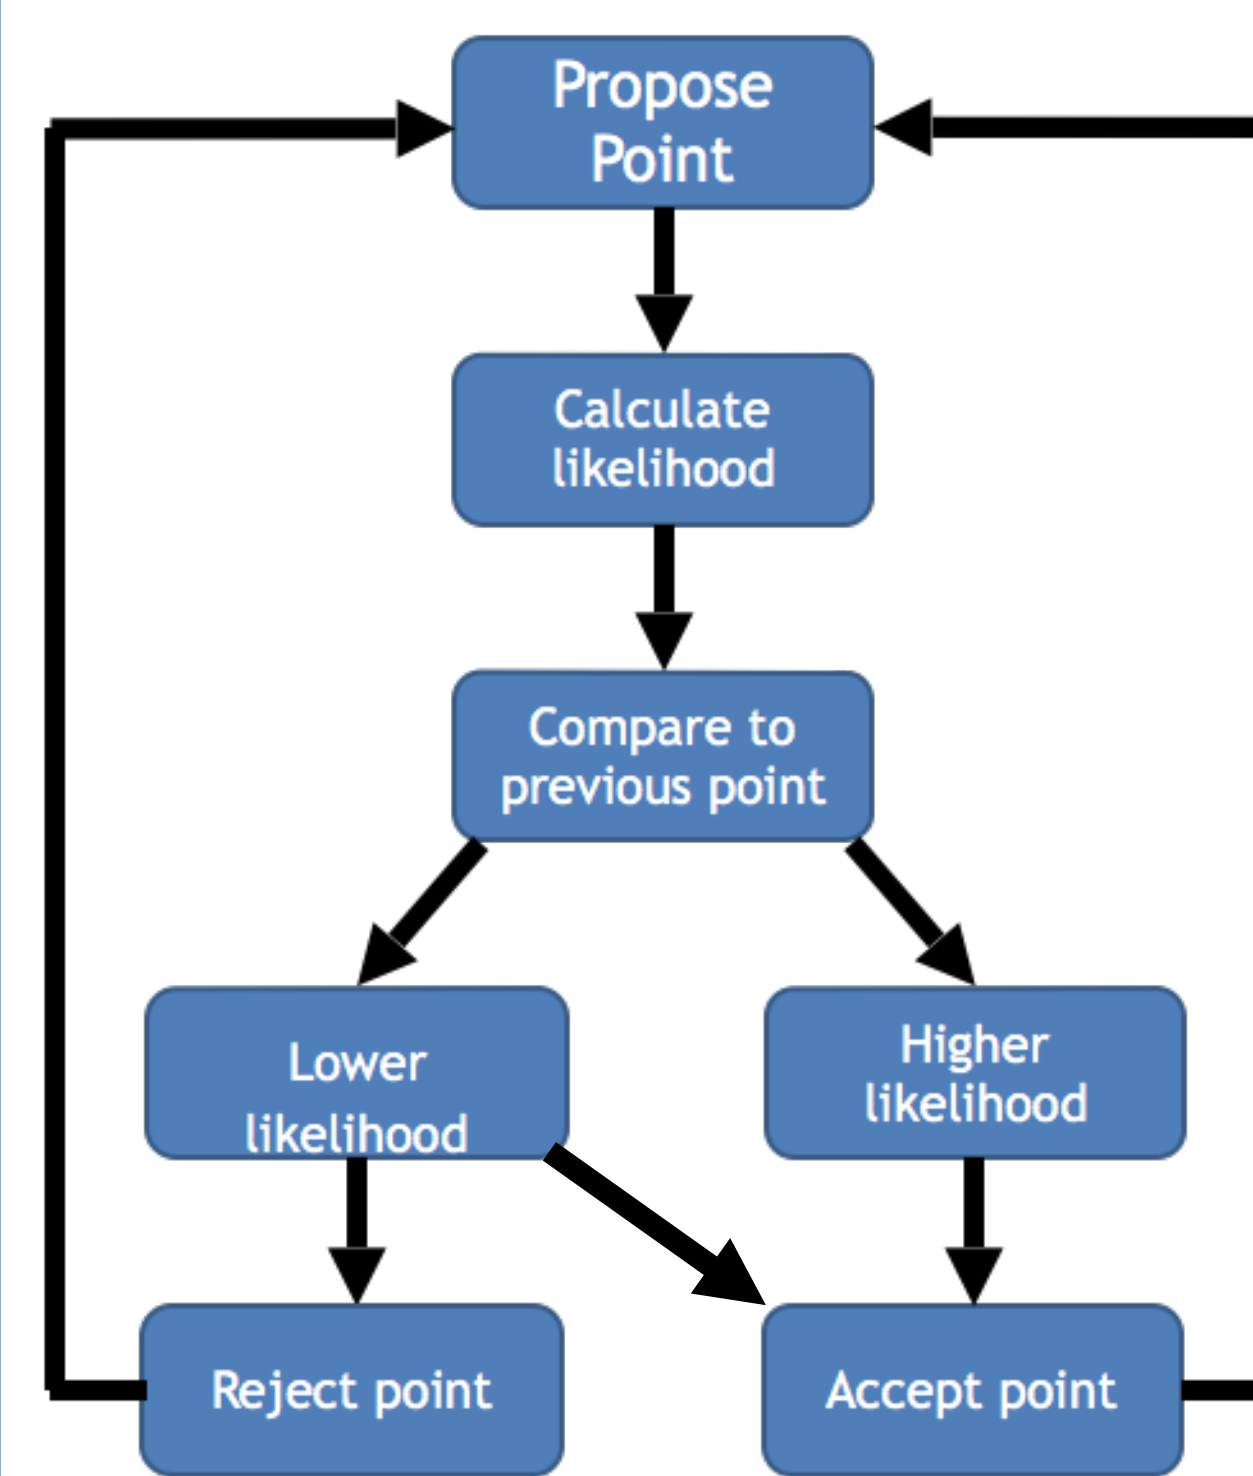 Propose
Point
Calculate
likelihood
Compare to
previous point
Lower
likelihood
Higher
likelihood
Reject point
Accept point